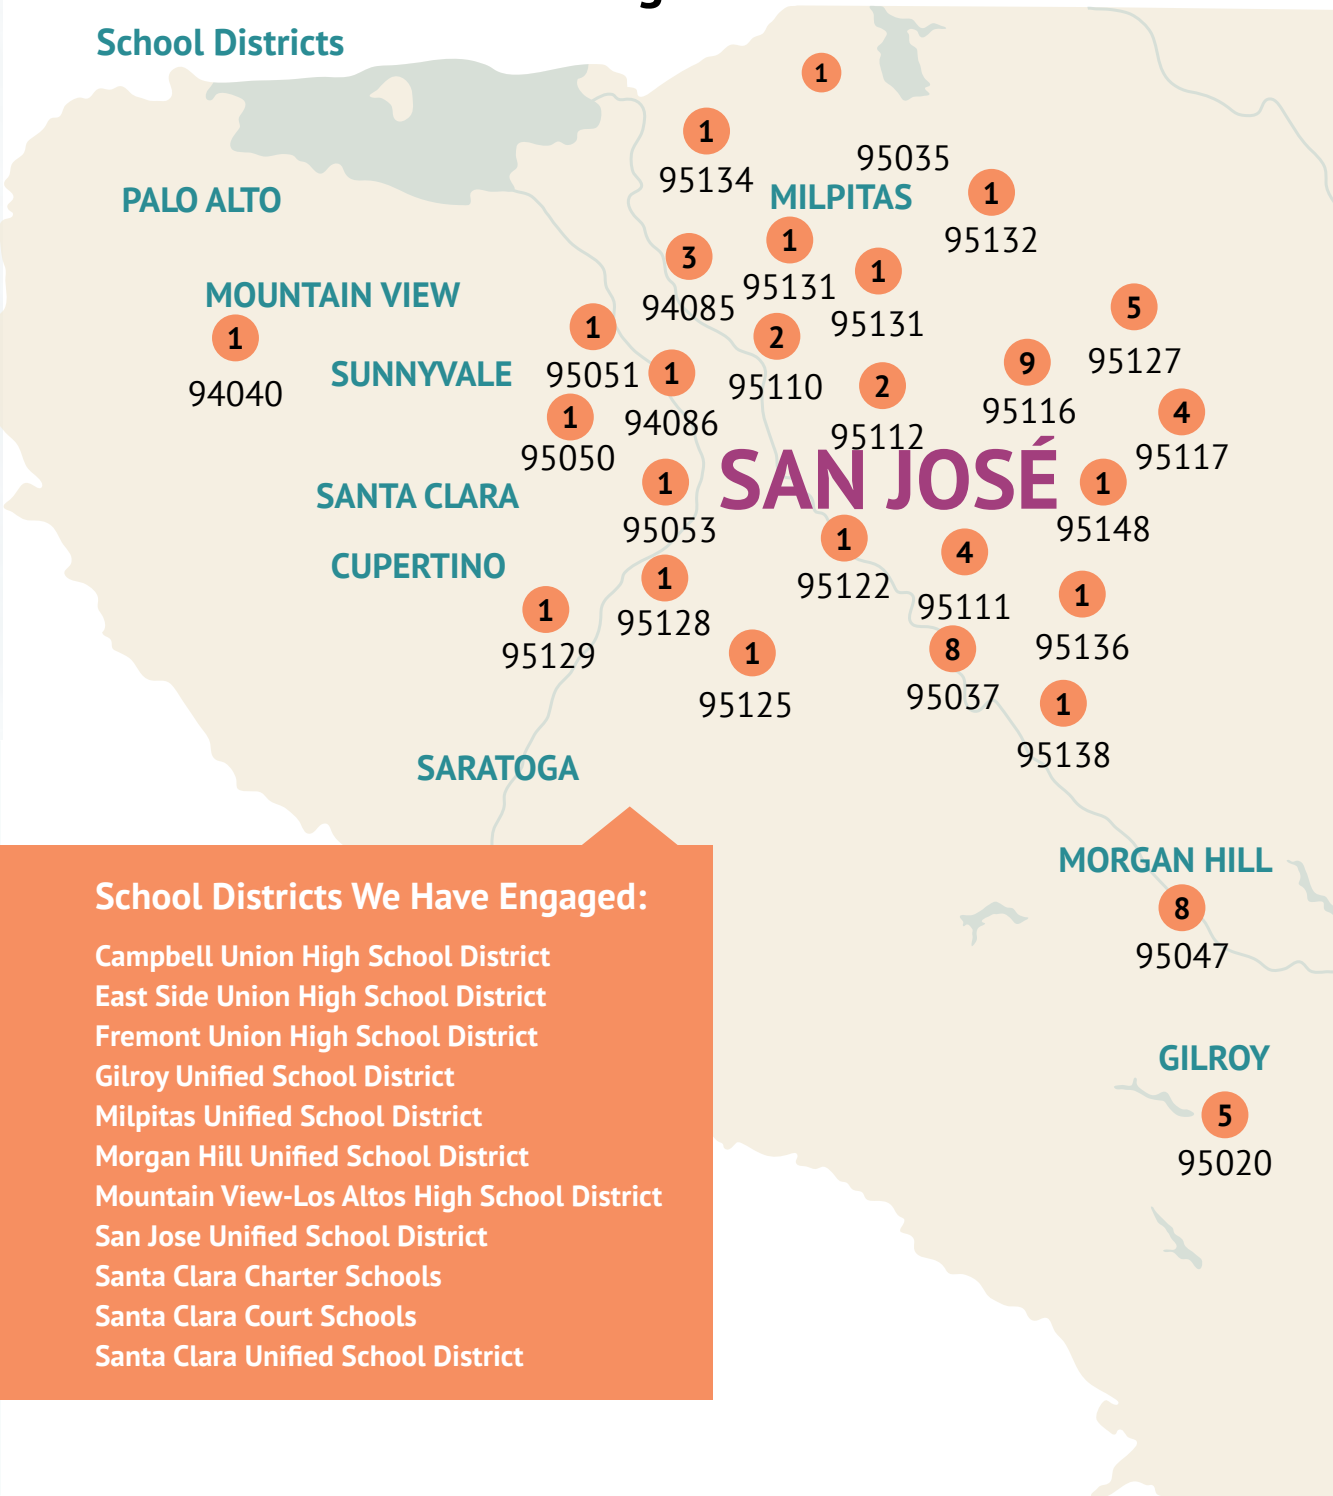 School Districts
1
1
95134
95035
MILPITAS
1
95132
PALO ALTO
3
94085
1
95131
1
95131
MOUNTAIN VIEW
1
94040
5
95127
SUNNYVALE
1
95051
1
94086
2
95110
2
95112
9
95116
4
95117
1
95050
SANTA CLARA
1
95053
SAN JOSÉ
1
95148
CUPERTINO
1
95129
1
95128
1
95122
4
95111
1
95136
1
95125
8
95037
1
95138
SARATOGA
MORGAN HILL
8
95047
GILROY
5
95020
School Districts We Have Engaged:
Campbell Union High School District
East Side Union High School District
Fremont Union High School District
Gilroy Unified School District
Milpitas Unified School District
Morgan Hill Unified School District
Mountain View-Los Altos High School District
San Jose Unified School District
Santa Clara Charter Schools
Santa Clara Court Schools
Santa Clara Unified School District